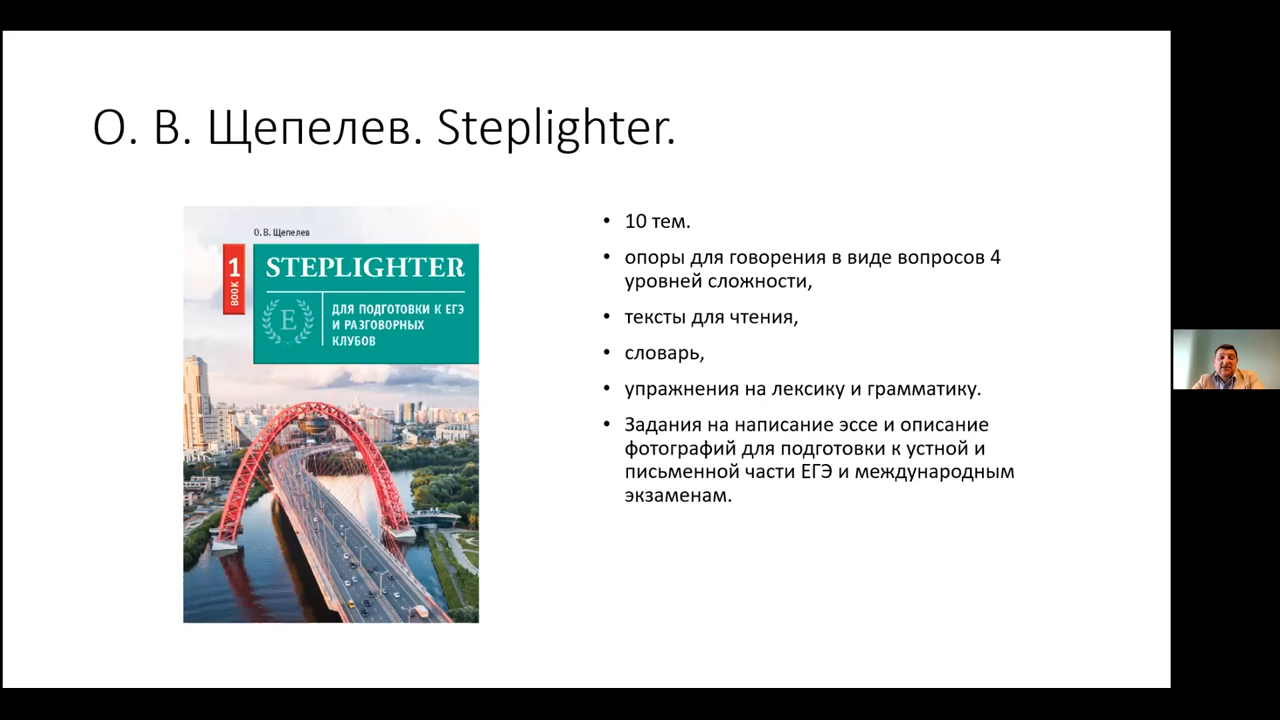 О. В. Щепелев. Steplighter.
О. В. Щепелев
BOOK 1
STEPLIGHTER
E
ДЛЯ ПОДГОТОВКИ К ЕГЭ
И РАЗГОВОРНЫХ
КЛУБОВ
• 10 тем.
• опоры для говорения в виде вопросов 4
уровней сложности,
• тексты для чтения,
• словарь,
• упражнения на лексику и грамматику.
• Задания на написание эссе и описание
фотографий для подготовки к устной и
письменной части ЕГЭ и международным
экзаменам.